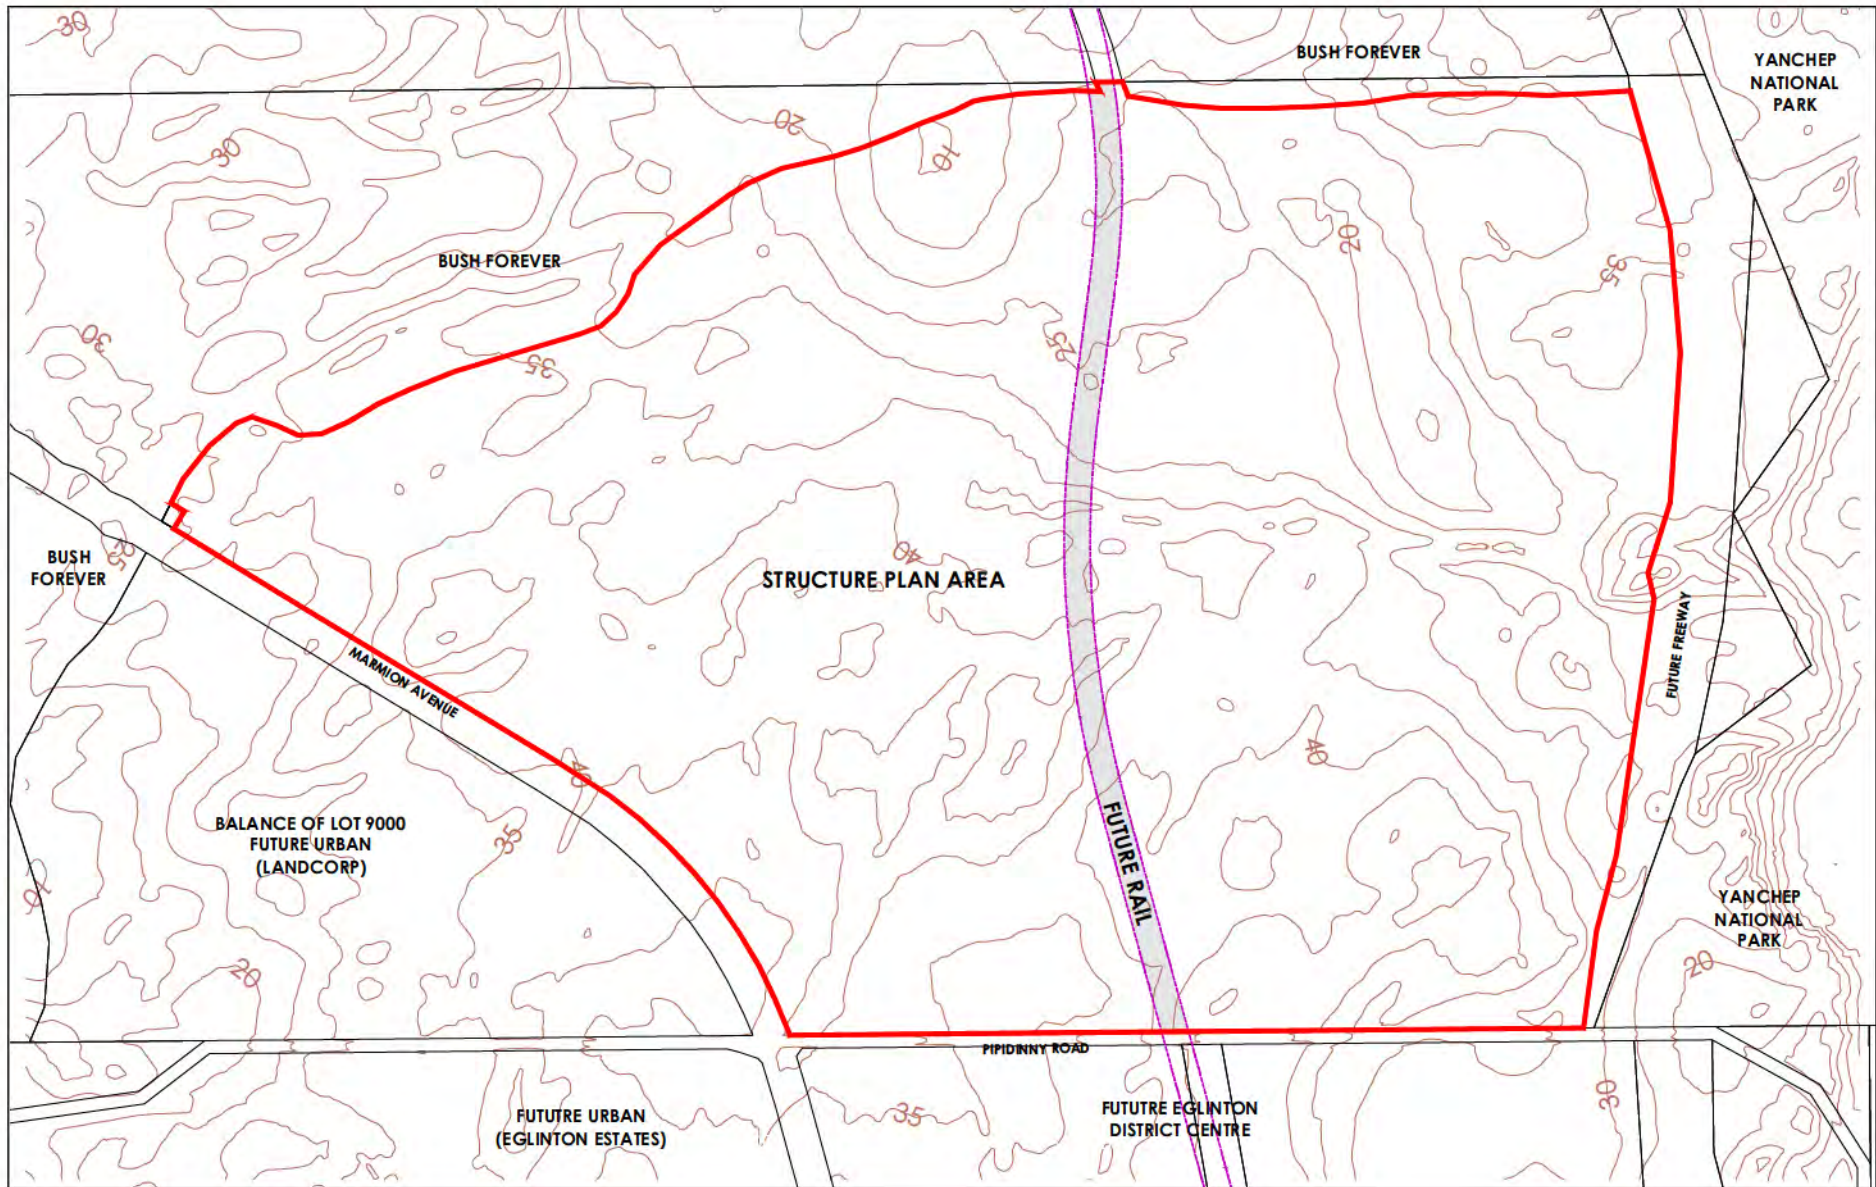 30
BUSH FOREVER
YANCHEP
NATIONAL
PARK
20
30
10
20
BUSH FOREVER
35
30
25
35
BUSH
FOREVER
25
40
STRUCTURE PLAN AREA
FUTURE FREEWAY
MARMION AVENUE
40
40
BALANCE OF LOT 9000
FUTURE URBAN
(LANDCORP)
35
FUTURE RAIL
10
YANCHEP
NATIONAL
PARK
20
20
PIPIDINNY ROAD
30
FUTUTRE URBAN
(EGLINTON ESTATES)
35
FUTUTRE EGLINTON
DISTRICT CENTRE